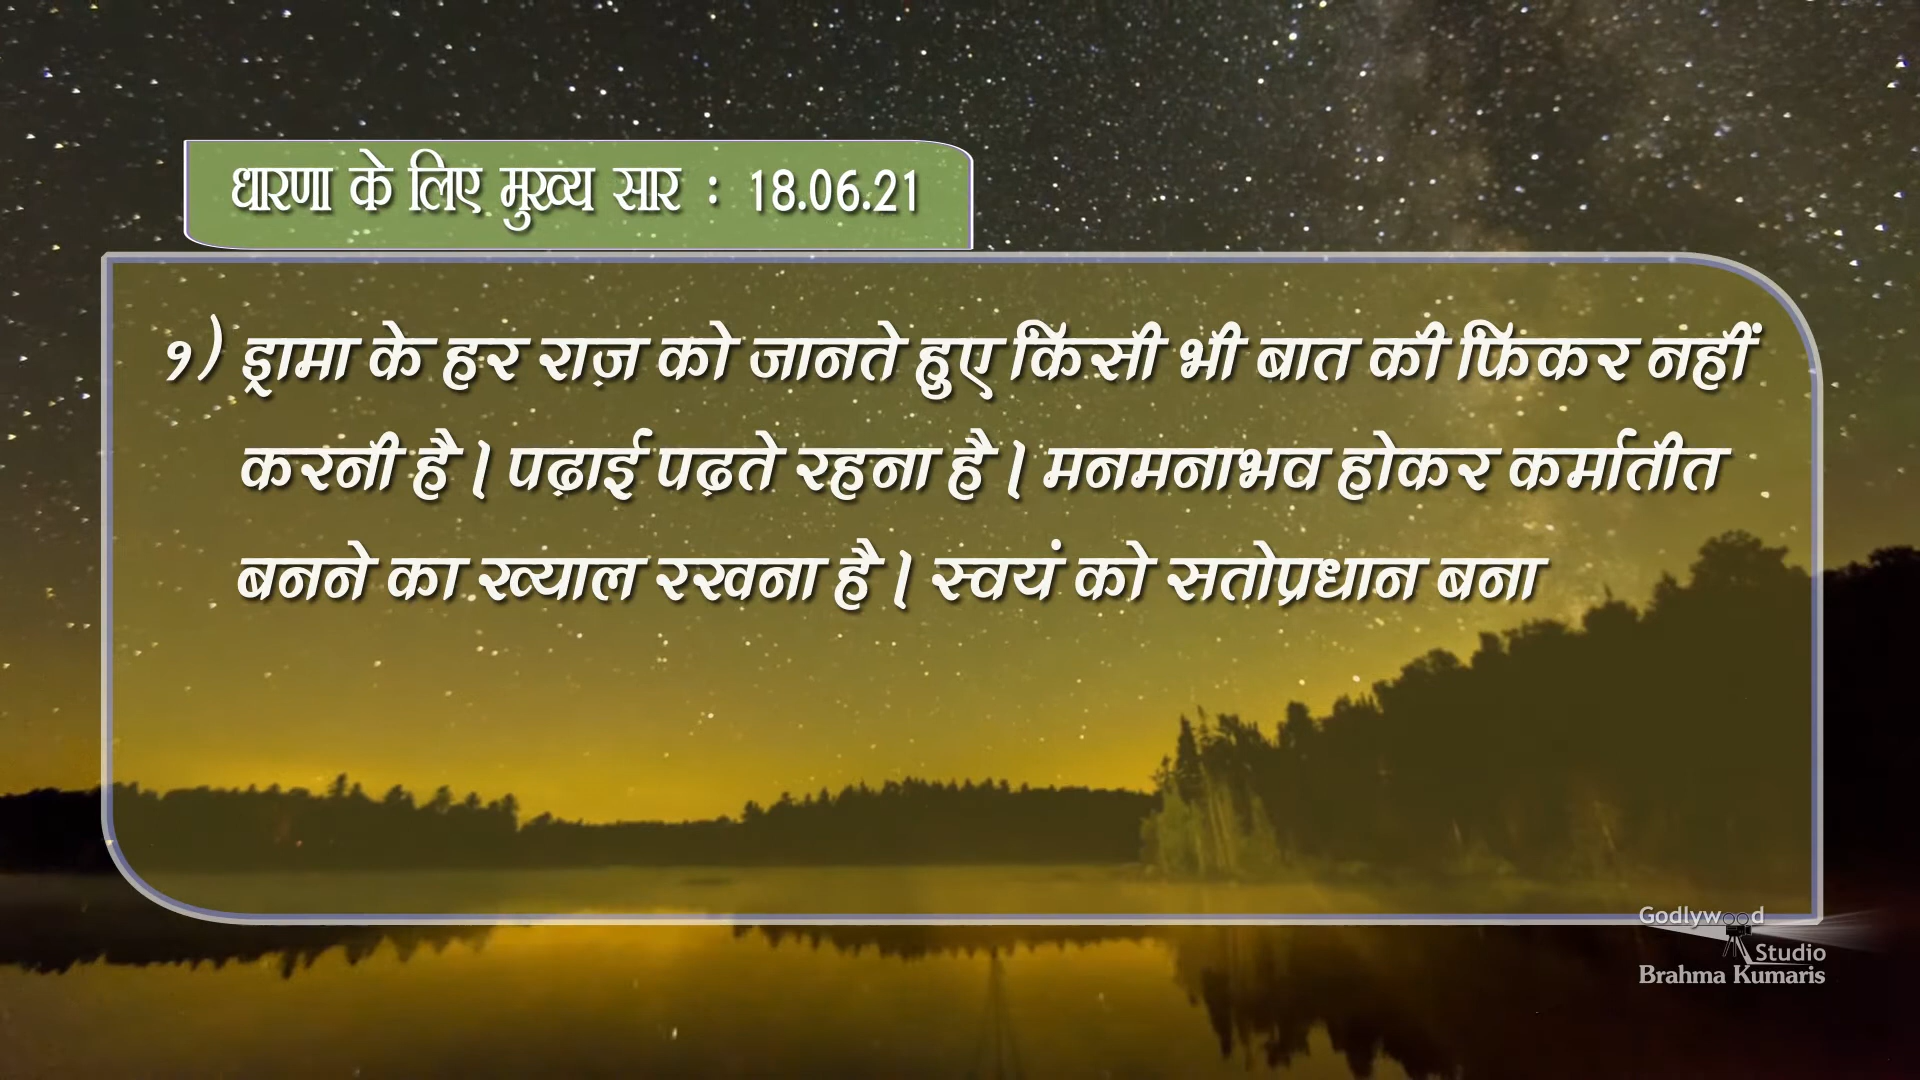 धारणा के लिए मुख्य सार : 18.06.21
१) ड्रामा के हर राज़ को जानते हुए किसी भी बात की फिकर नहीं
करनी है। पढ़ाई पढ़ते रहना है। मनमनाभव होकर कर्मातीत
बनने का ख्याल रखना है। स्वयं को सतोप्रधान बना
Godlywood
Studio
Brahma Kumaris